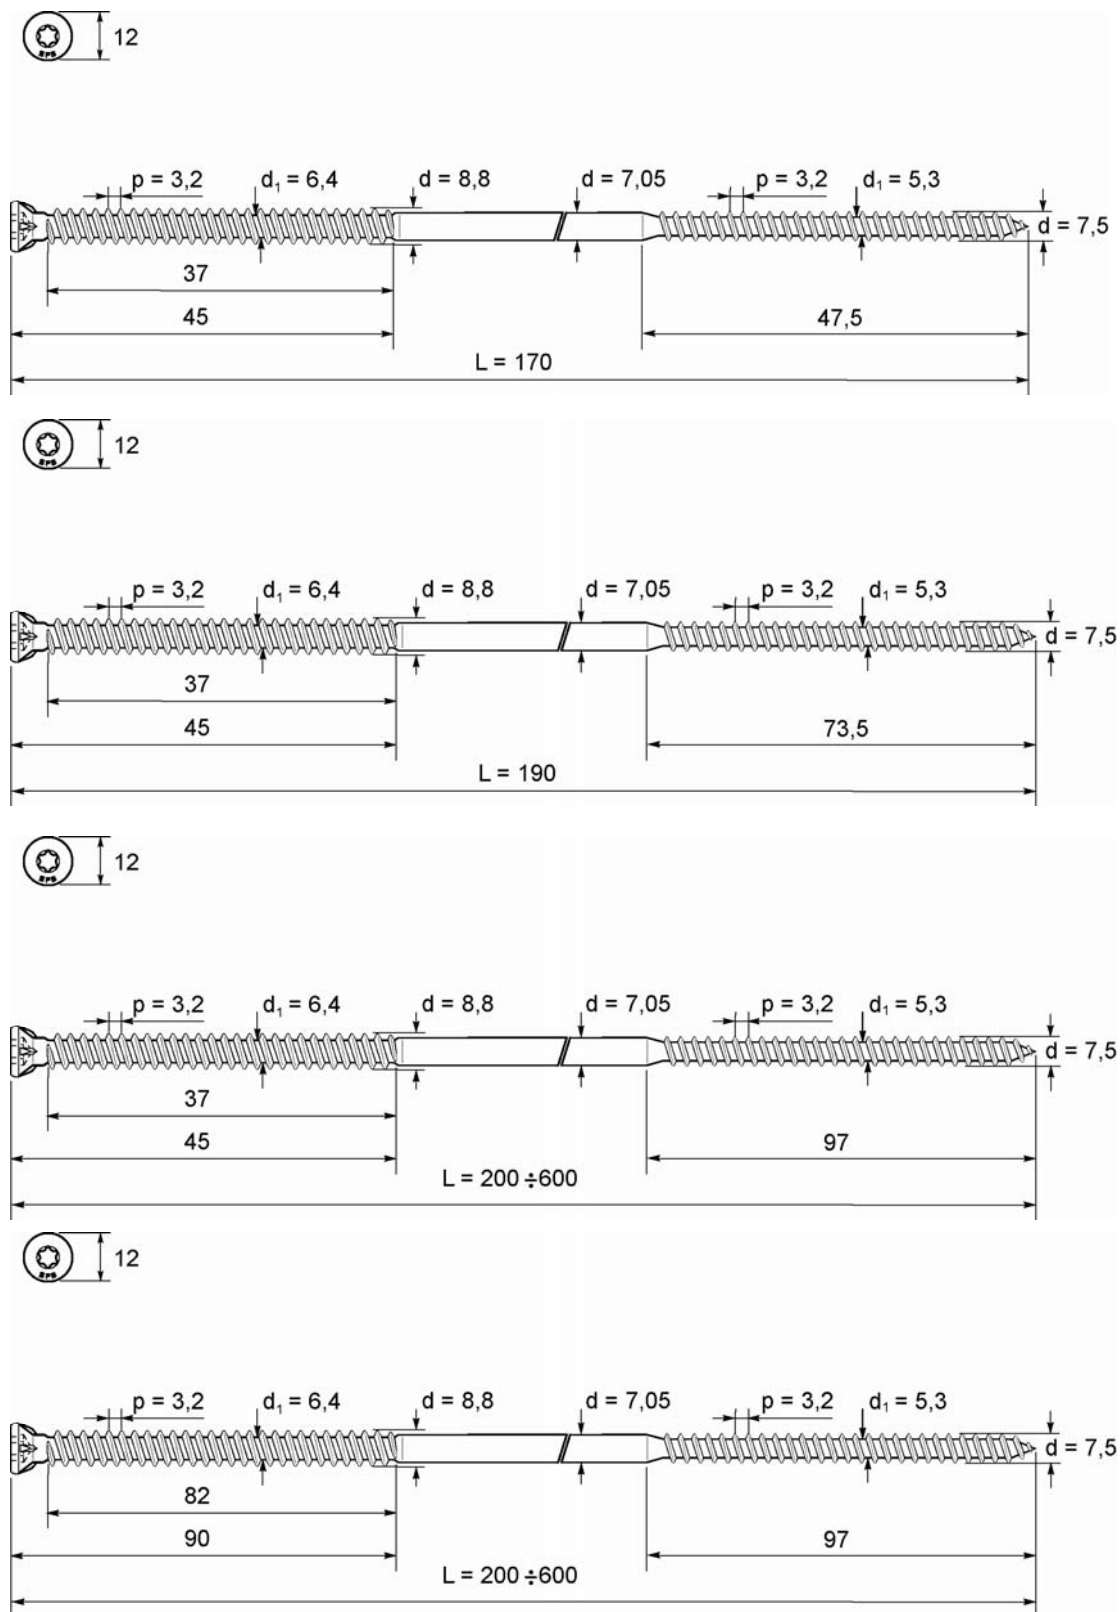 12
SFS
p = 3,2 d₁ = 6,4 d = 8,8 d = 7,05 p = 3,2 d₁ = 5,3
d = 7,5
37
45 47,5
L = 170
12
SFS
p = 3,2 d₁ = 6,4 d = 8,8 d = 7,05 p = 3,2 d₁ = 5,3
d = 7,5
37
45 73,5
L = 190
12
SFS
p = 3,2 d₁ = 6,4 d = 8,8 d = 7,05 p = 3,2 d₁ = 5,3
d = 7,5
37
45 97
L = 200 ÷600
12
SFS
p = 3,2 d₁ = 6,4 d = 8,8 d = 7,05 p = 3,2 d₁ = 5,3
d = 7,5
82
90 97
L = 200 ÷600